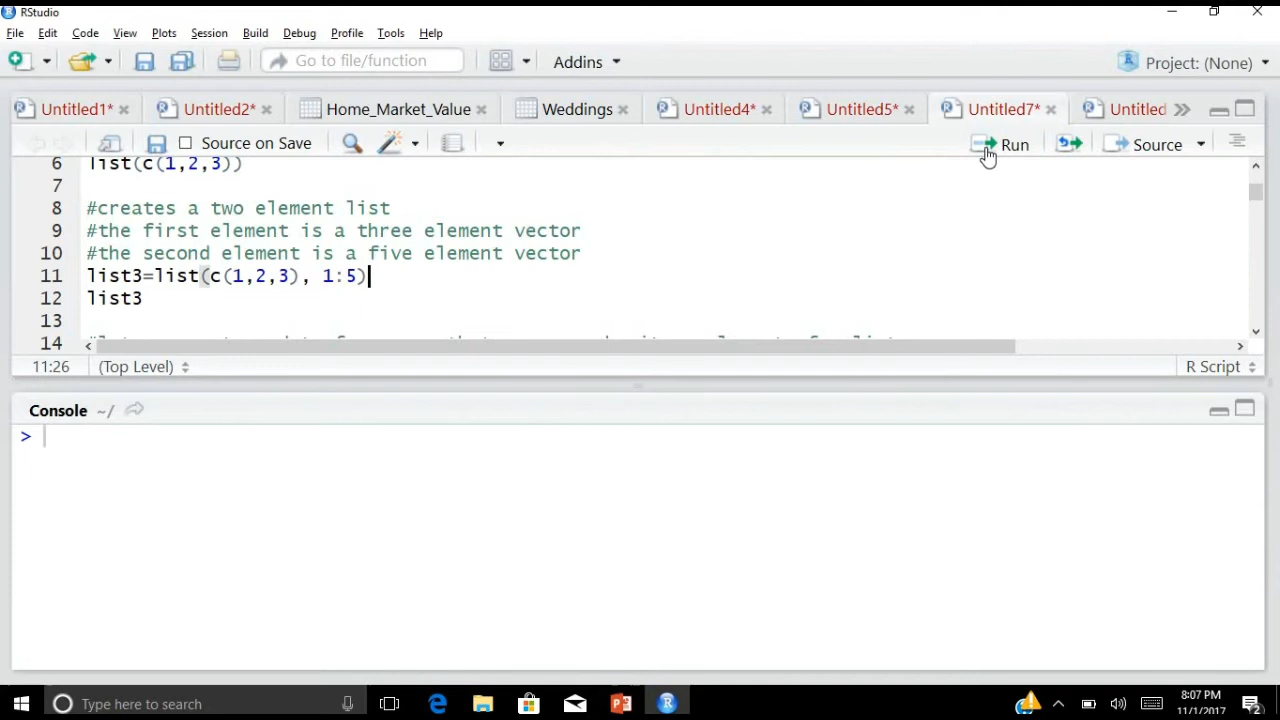 RStudio
File Edit Code View Plots Session Build Debug Profile Tools Help
Go to file/function Addins Project: (None)
Untitled1* Untitled2* Home_Market_Value Weddings Untitled4* Untitled5* Untitled7* Untitled
Source on Save Run Source
6 list(c(1,2,3))
7
8 #creates a two element list
9 #the first element is a three element vector
10 #the second element is a five element vector
11 list3=list(c(1,2,3), 1:5)
12 list3
13
14
11:26 (Top Level) R Script
Console ~/
>
Type here to search
8:07 PM
11/1/2017
2